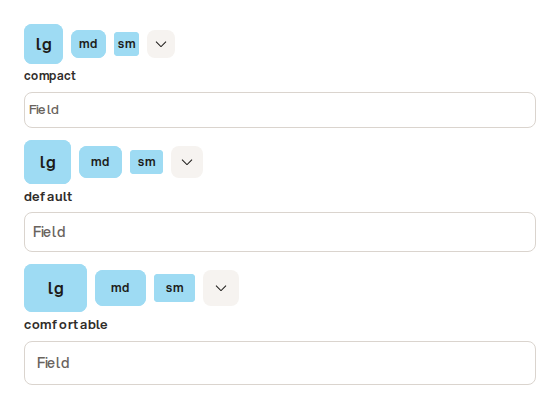 lg md sm
compact
Field
lg md sm
default
Field
lg md sm
comfortable
Field